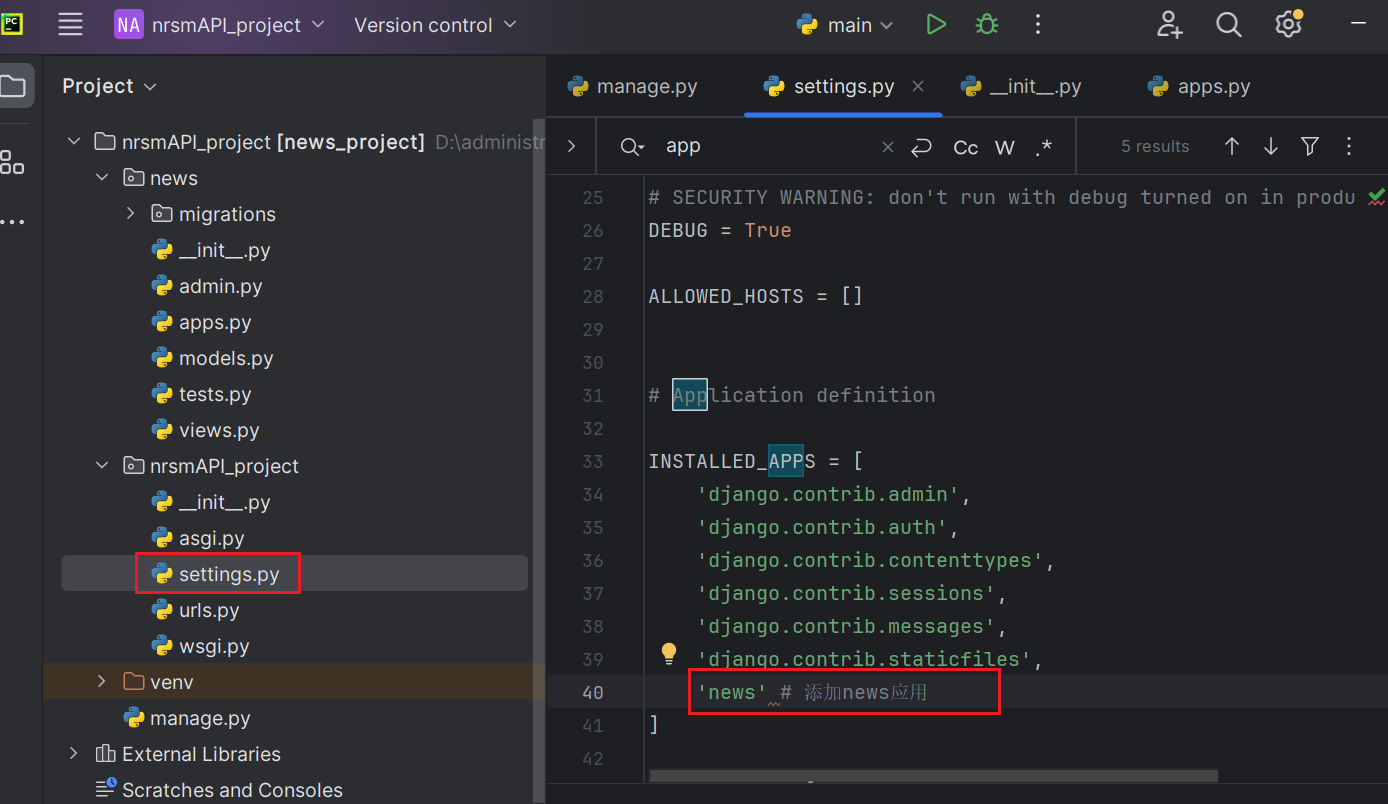 NA nrsmAPI_project Version control main
Project
nrsmAPI_project [news_project] D:\administr
news
migrations
__init__.py
admin.py
apps.py
models.py
tests.py
views.py
nrsmAPI_project
__init__.py
asgi.py
settings.py
urls.py
wsgi.py
venv
manage.py
External Libraries
Scratches and Consoles
manage.py settings.py __init__.py apps.py
app Cc W .* 5 results
25 # SECURITY WARNING: don't run with debug turned on in produ
26 DEBUG = True
27
28 ALLOWED_HOSTS = []
29
30
31 # Application definition
32
33 INSTALLED_APPS = [
34 'django.contrib.admin',
35 'django.contrib.auth',
36 'django.contrib.contenttypes',
37 'django.contrib.sessions',
38 'django.contrib.messages',
39 'django.contrib.staticfiles',
40 'news' # 添加news应用
41 ]
42